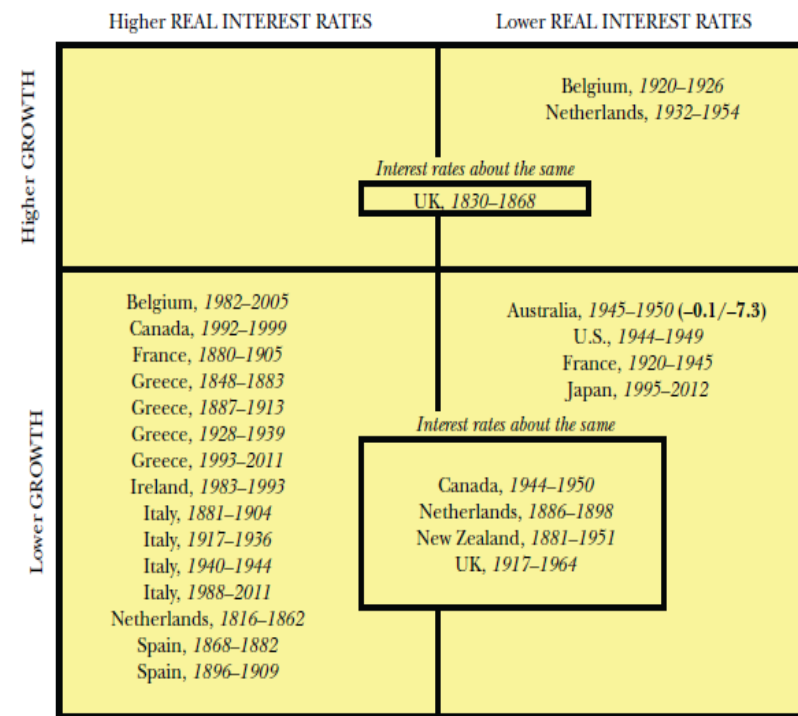 Higher REAL INTEREST RATES
Lower REAL INTEREST RATES
Higher GROWTH
Belgium, 1920–1926
Netherlands, 1932–1954
Interest rates about the same
UK, 1830–1868
Lower GROWTH
Belgium, 1982–2005
Canada, 1992–1999
France, 1880–1905
Greece, 1848–1883
Greece, 1887–1913
Greece, 1928–1939
Greece, 1993–2011
Ireland, 1983–1993
Italy, 1881–1904
Italy, 1917–1936
Italy, 1940–1944
Italy, 1988–2011
Netherlands, 1816–1862
Spain, 1868–1882
Spain, 1896–1909
Australia, 1945–1950 (–0.1/–7.3)
U.S., 1944–1949
France, 1920–1945
Japan, 1995–2012
Interest rates about the same
Canada, 1944–1950
Netherlands, 1886–1898
New Zealand, 1881–1951
UK, 1917–1964